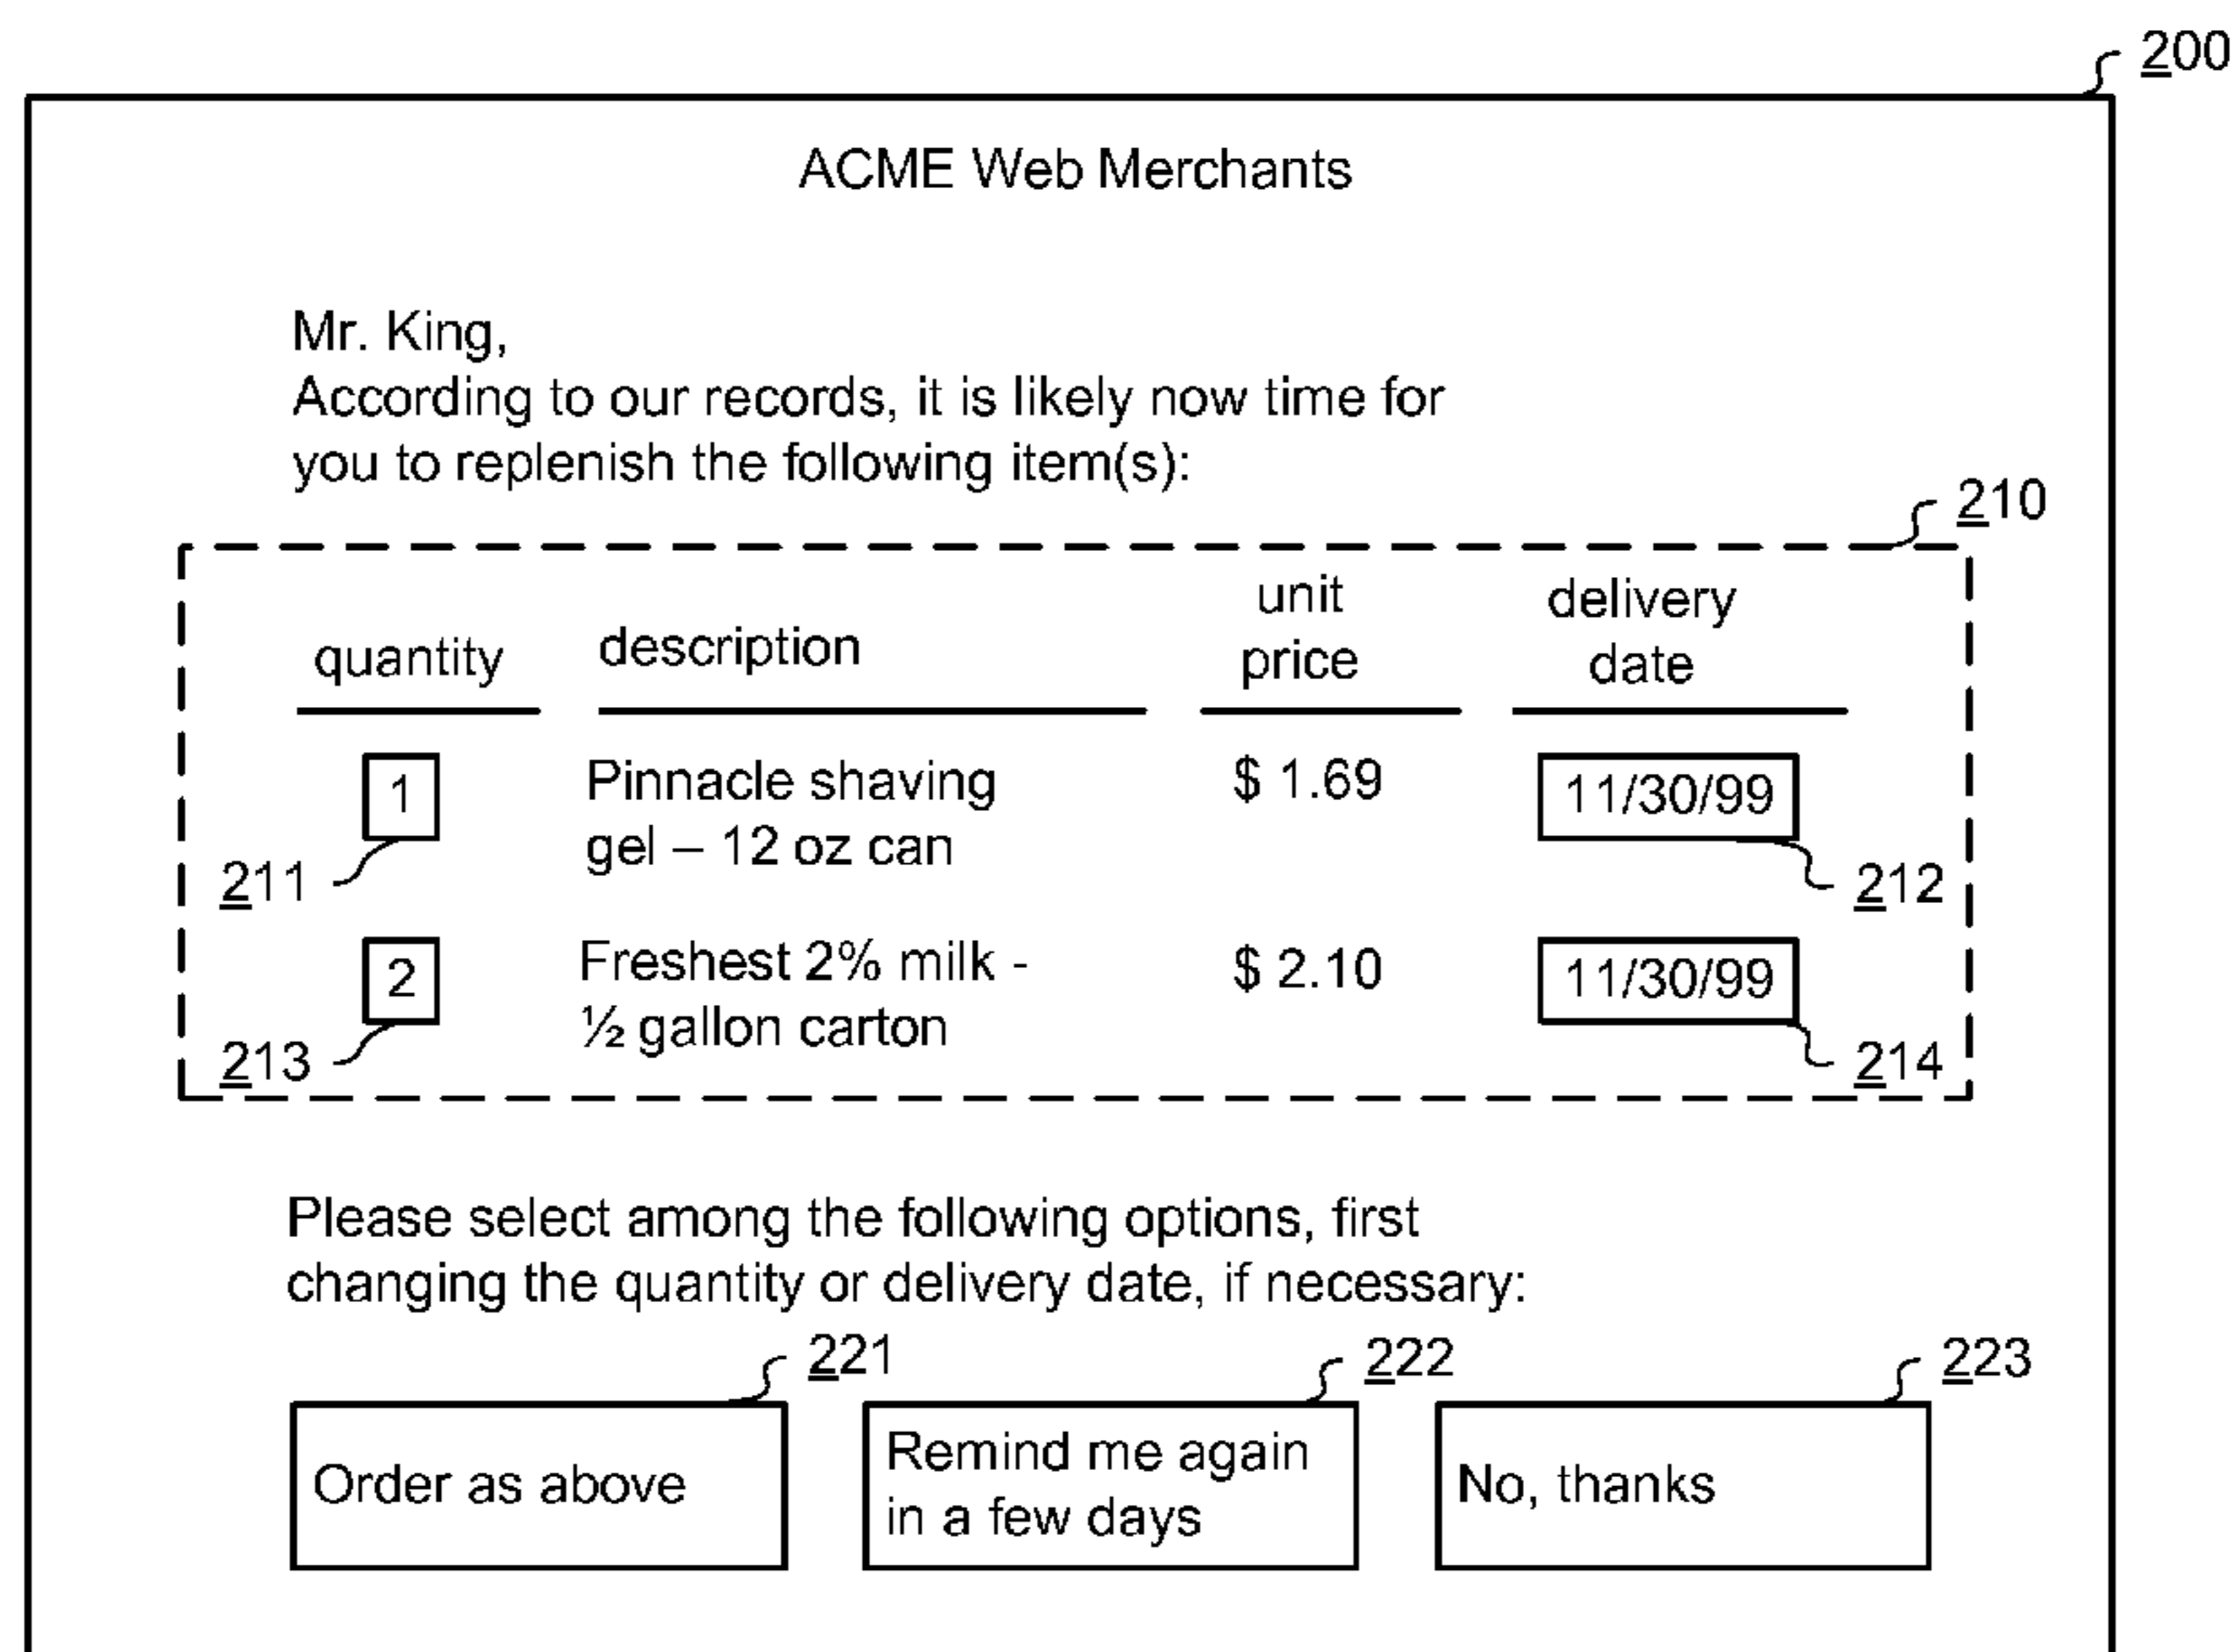 200
ACME Web Merchants
Mr. King,
According to our records, it is likely now time for
you to replenish the following item(s):
210
quantity description unit price delivery date
1 Pinnacle shaving $ 1.69 11/30/99
gel – 12 oz can
211 212
2 Freshest 2% milk - $ 2.10 11/30/99
½ gallon carton
213 214
Please select among the following options, first
changing the quantity or delivery date, if necessary:
221 222 223
Order as above
Remind me again
in a few days
No, thanks